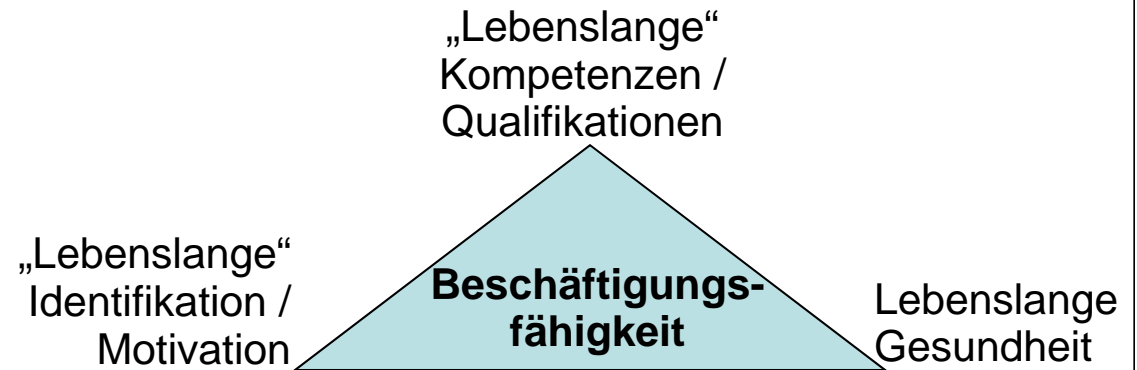 „Lebenslange“
Kompetenzen /
Qualifikationen
„Lebenslange“
Identifikation /
Motivation
Beschäftigungs-
fähigkeit
Lebenslange
Gesundheit